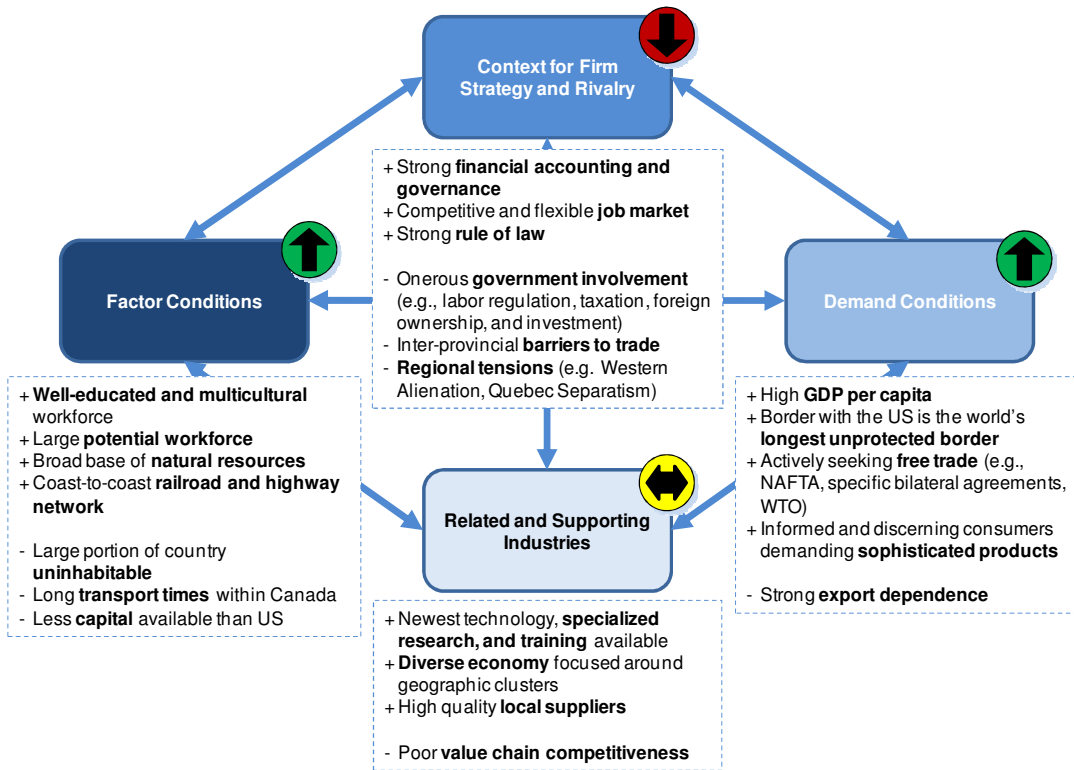 Context for Firm
Strategy and Rivalry
+ Strong financial accounting and
governance
+ Competitive and flexible job market
+ Strong rule of law
- Onerous government involvement
(e.g., labor regulation, taxation, foreign
ownership, and investment)
- Inter-provincial barriers to trade
- Regional tensions (e.g. Western
Alienation, Quebec Separatism)
Factor Conditions
+ Well-educated and multicultural
workforce
+ Large potential workforce
+ Broad base of natural resources
+ Coast-to-coast railroad and highway
network
- Large portion of country
uninhabitable
- Long transport times within Canada
- Less capital available than US
Demand Conditions
+ High GDP per capita
+ Border with the US is the world's
longest unprotected border
+ Actively seeking free trade (e.g.,
NAFTA, specific bilateral agreements,
WTO)
+ Informed and discerning consumers
demanding sophisticated products
- Strong export dependence
Related and Supporting
Industries
+ Newest technology, specialized
research, and training available
+ Diverse economy focused around
geographic clusters
+ High quality local suppliers
- Poor value chain competitiveness